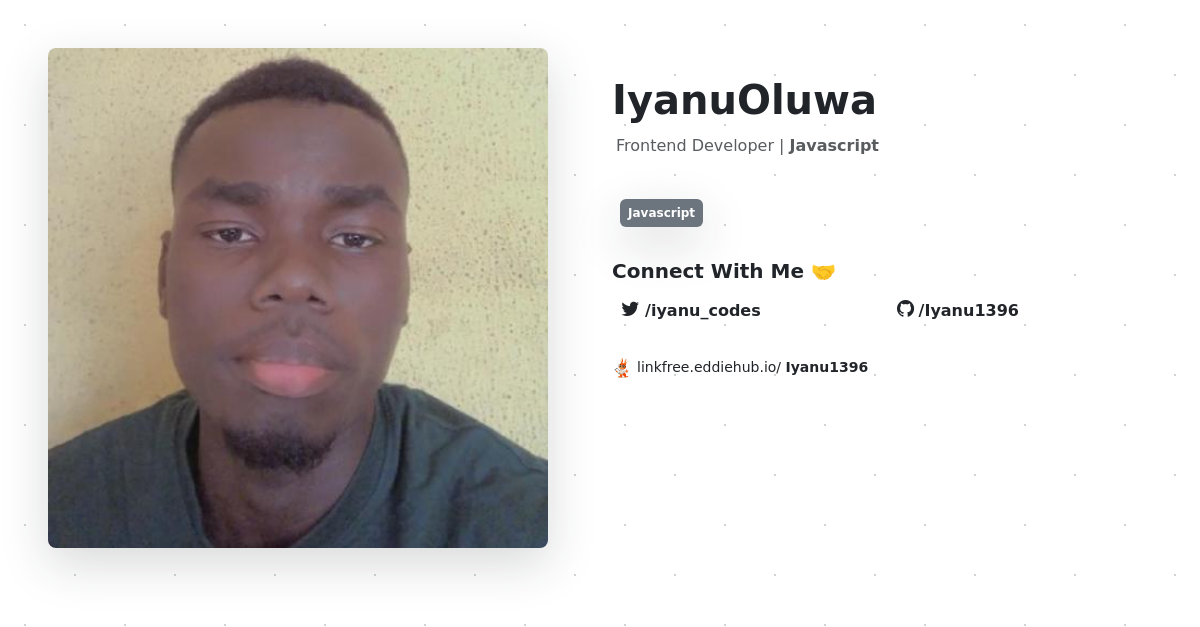 IyanuOluwa
Frontend Developer | Javascript
Javascript
Connect With Me 🤝
/iyanu_codes
/Iyanu1396
linkfree.eddiehub.io/ Iyanu1396